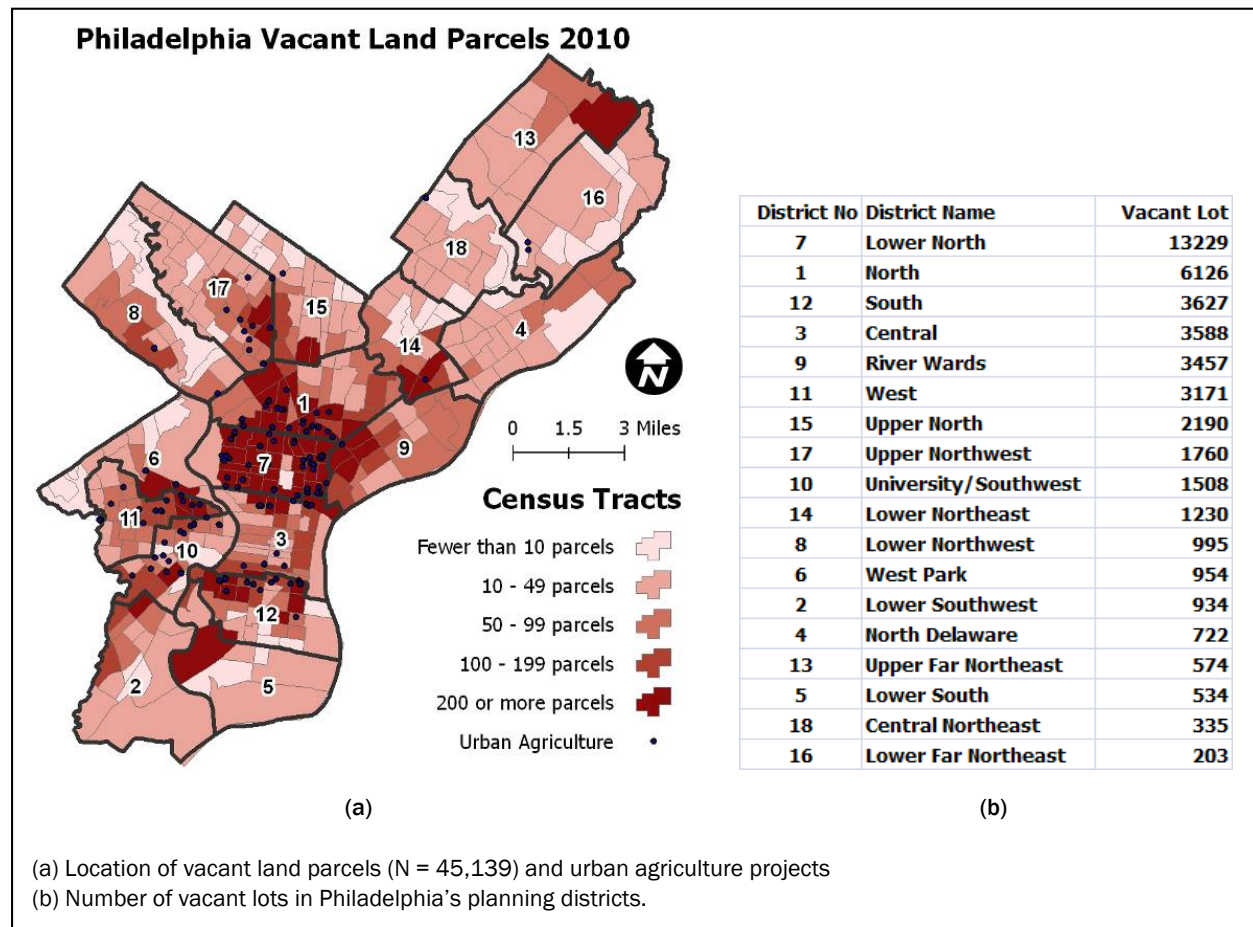 Philadelphia Vacant Land Parcels 2010
13
16
18
17
15
8
4
14
1
9
7
6
11
3
10
12
2
5
N
0 1.5 3 Miles
Census Tracts
Fewer than 10 parcels
10 - 49 parcels
50 - 99 parcels
100 - 199 parcels
200 or more parcels
Urban Agriculture
(a)
District No District Name Vacant Lot
7 Lower North 13229
1 North 6126
12 South 3627
3 Central 3588
9 River Wards 3457
11 West 3171
15 Upper North 2190
17 Upper Northwest 1760
10 University/Southwest 1508
14 Lower Northeast 1230
8 Lower Northwest 995
6 West Park 954
2 Lower Southwest 934
4 North Delaware 722
13 Upper Far Northeast 574
5 Lower South 534
18 Central Northeast 335
16 Lower Far Northeast 203
(b)
(a) Location of vacant land parcels (N = 45,139) and urban agriculture projects
(b) Number of vacant lots in Philadelphia’s planning districts.